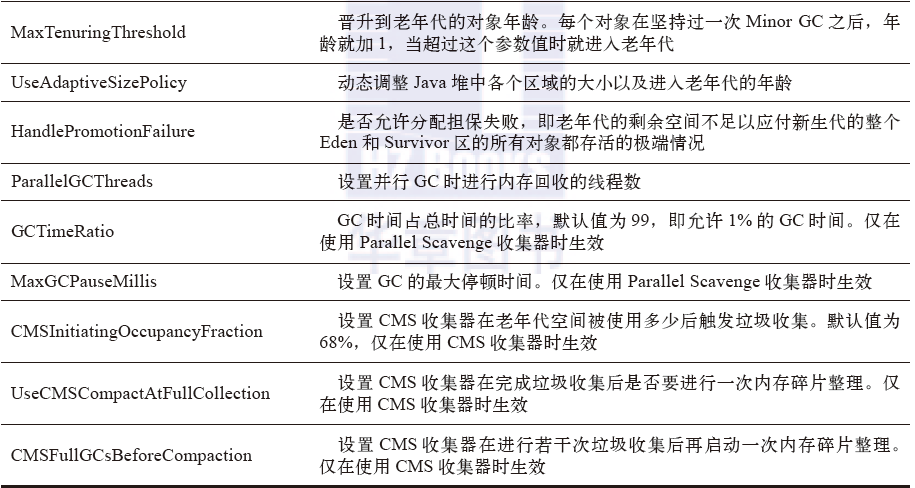 MaxTenuringThreshold
晋升到老年代的对象年龄。每个对象在坚持过一次 Minor GC 之后，年
龄就加 1，当超过这个参数值时就进入老年代
UseAdaptiveSizePolicy
动态调整 Java 堆中各个区域的大小以及进入老年代的年龄
HandlePromotionFailure
是否允许分配担保失败，即老年代的剩余空间不足以应付新生代的整个
Eden 和 Survivor 区的所有对象都存活的极端情况
ParallelGCThreads
设置并行 GC 时进行内存回收的线程数
GCTimeRatio
GC 时间占总时间的比率，默认值为 99，即允许 1% 的 GC 时间。仅在
使用 Parallel Scavenge 收集器时生效
MaxGCPauseMillis
设置 GC 的最大停顿时间。仅在使用 Parallel Scavenge 收集器时生效
CMSInitiatingOccupancyFraction
设置 CMS 收集器在老年代空间被使用多少后触发垃圾收集。默认值为
68%，仅在使用 CMS 收集器时生效
UseCMSCompactAtFullCollection
设置 CMS 收集器在完成垃圾收集后是否要进行一次内存碎片整理。仅
在使用 CMS 收集器时生效
CMSFullGCsBeforeCompaction
设置 CMS 收集器在进行若干次垃圾收集后再启动一次内存碎片整理。
仅在使用 CMS 收集器时生效
HZ BOOKS
华章图书